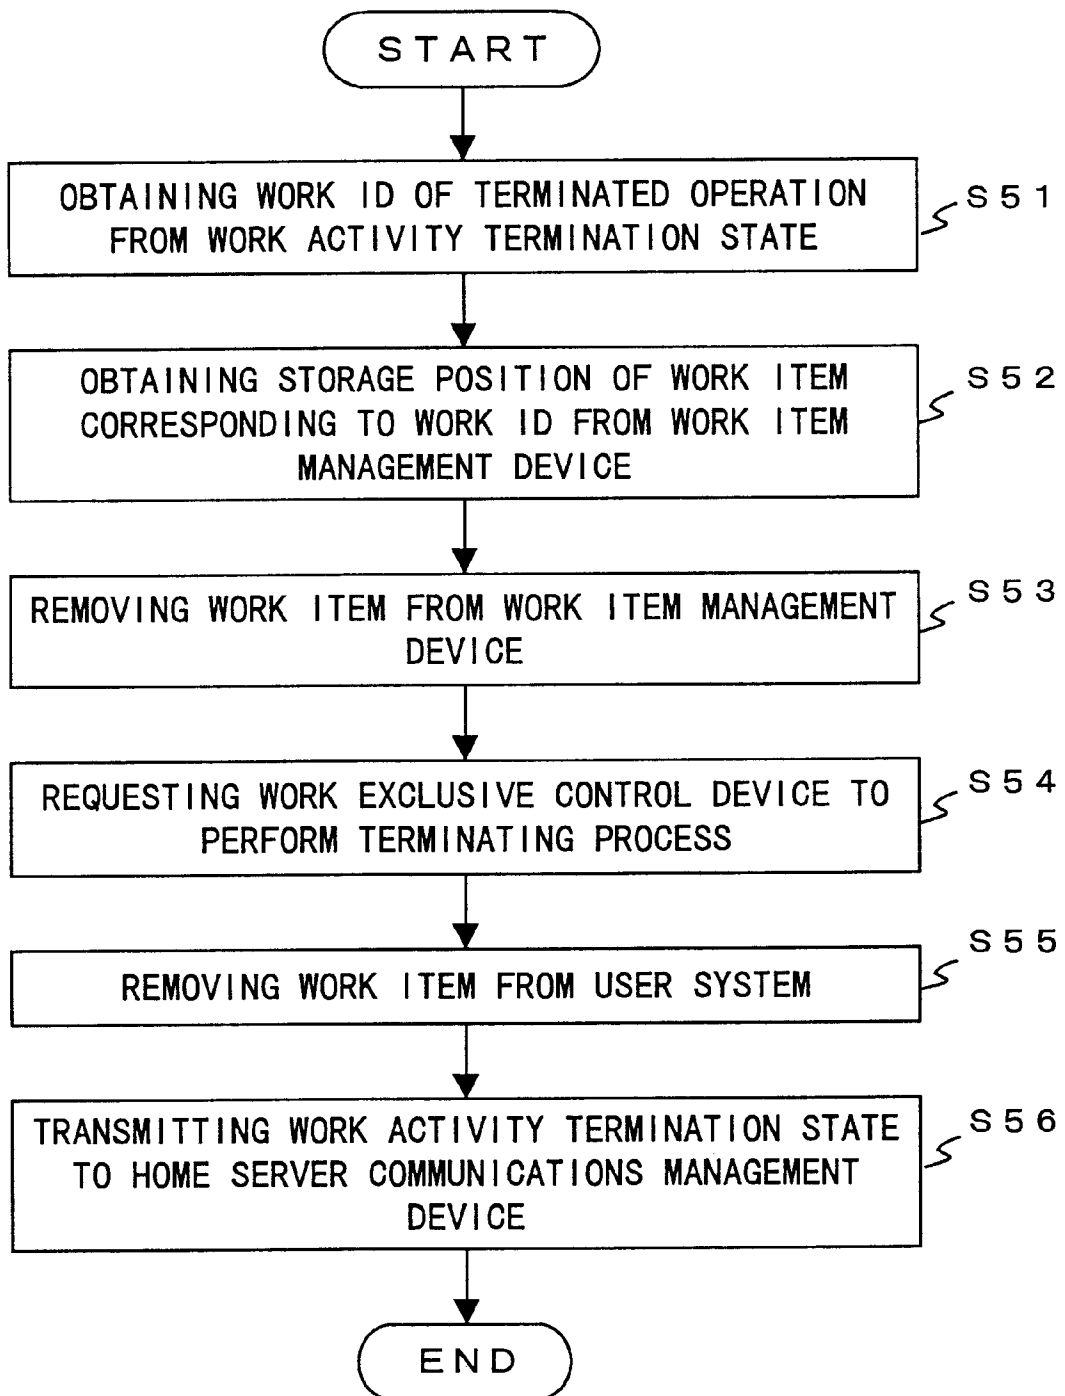 START
OBTAINING WORK ID OF TERMINATED OPERATION
FROM WORK ACTIVITY TERMINATION STATE
S51
OBTAINING STORAGE POSITION OF WORK ITEM
CORRESPONDING TO WORK ID FROM WORK ITEM
MANAGEMENT DEVICE
S52
REMOVING WORK ITEM FROM WORK ITEM MANAGEMENT
DEVICE
S53
REQUESTING WORK EXCLUSIVE CONTROL DEVICE TO
PERFORM TERMINATING PROCESS
S54
REMOVING WORK ITEM FROM USER SYSTEM
S55
TRANSMITTING WORK ACTIVITY TERMINATION STATE
TO HOME SERVER COMMUNICATIONS MANAGEMENT
DEVICE
S56
END